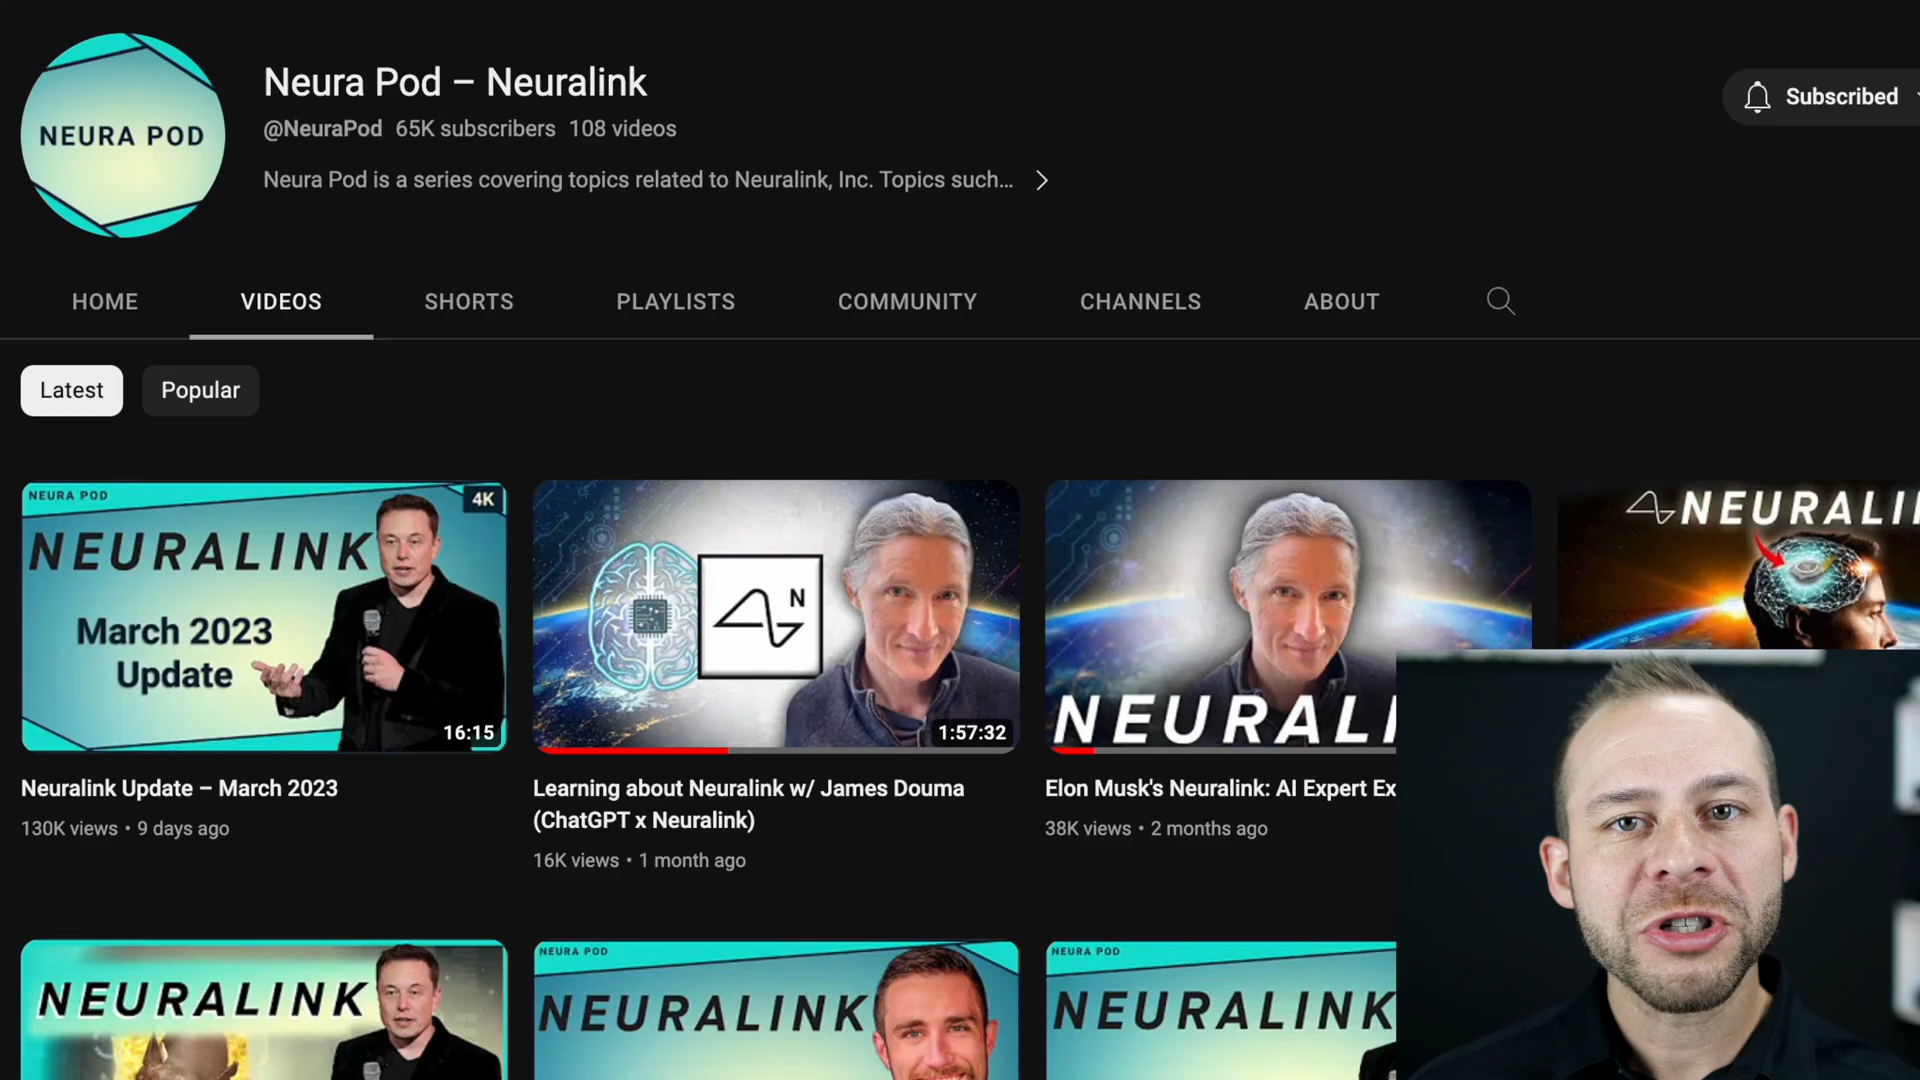 NEURA POD
Neura Pod – Neuralink
@NeuraPod 65K subscribers 108 videos
Neura Pod is a series covering topics related to Neuralink, Inc. Topics such...
Subscribed
HOME
VIDEOS
SHORTS
PLAYLISTS
COMMUNITY
CHANNELS
ABOUT
Latest
Popular
NEURA POD
4K
NEURALINK
March 2023
Update
16:15
N
1:57:32
NEURALI
NEURALIN
Neuralink Update – March 2023
130K views • 9 days ago
Learning about Neuralink w/ James Douma
(ChatGPT x Neuralink)
16K views • 1 month ago
Elon Musk's Neuralink: AI Expert Ex
38K views • 2 months ago
NEURALINK
NEURA POD
NEURALINK
NEURA POD
NEURALINK